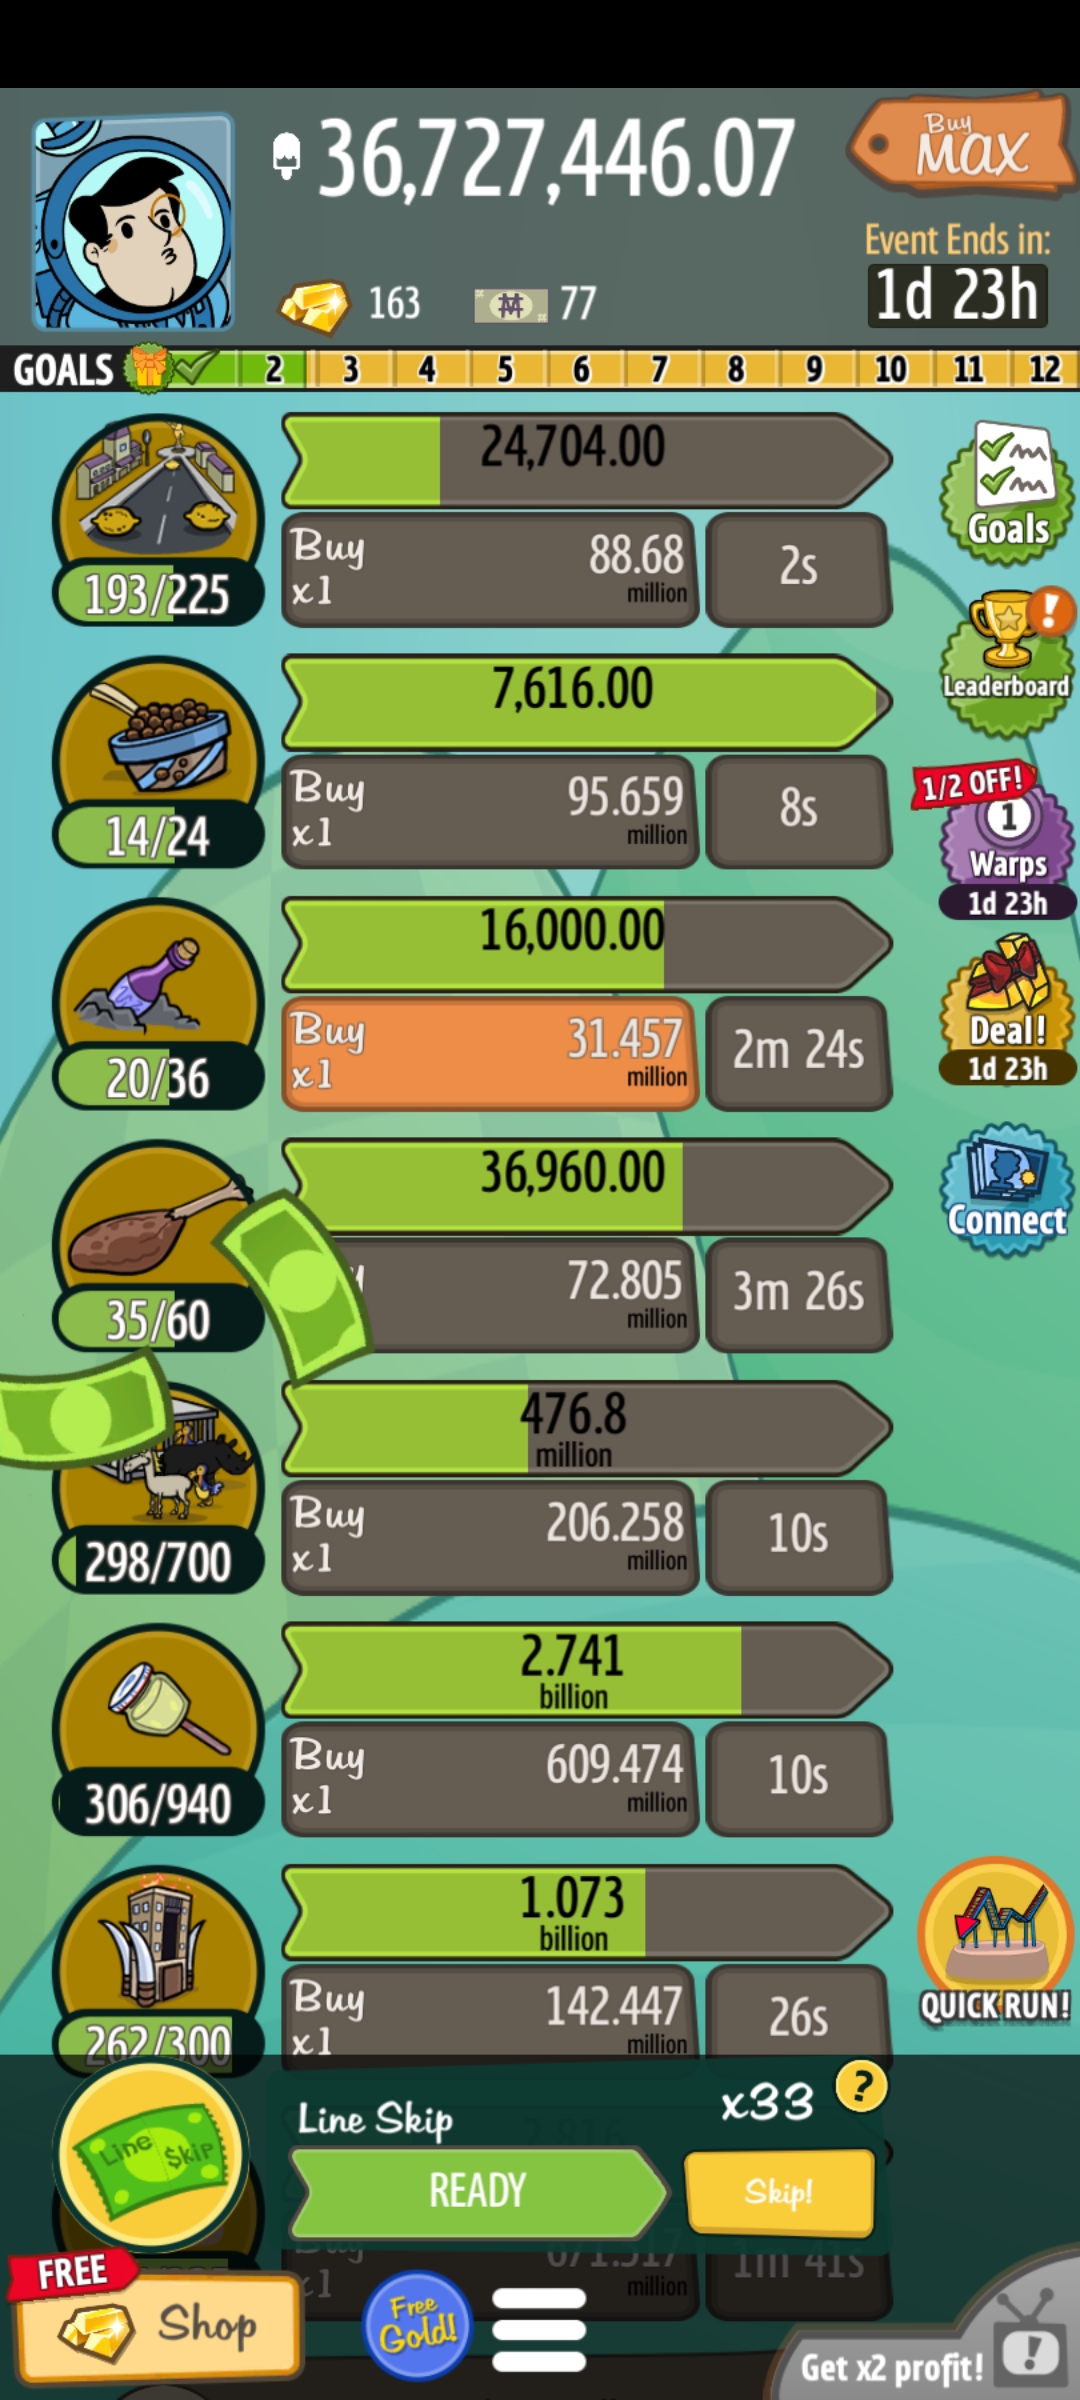 36,727,446.07
Buy
MAX
Event Ends in:
1d 23h
163
77
GOALS 2 3 4 5 6 7 8 9 10 11 12
24,704.00
Buy
x1
88.68
million
2s
193/225
Goals
7,616.00
Buy
x1
95.659
million
8s
14/24
Leaderboard
1/2 OFF!
1
Warps
1d 23h
16,000.00
Buy
x1
31.457
million
2m 24s
20/36
Deal!
1d 23h
36,960.00
72.805
million
3m 26s
35/60
Connect
476.8
million
Buy
x1
206.258
million
10s
298/700
2.741
billion
Buy
x1
609.474
million
10s
306/940
1.073
billion
Buy
x1
142.447
million
26s
262/300
QUICK RUN!
Line Skip
x33
?
Line $kip
READY
Skip!
Buy
x1
671.517
million
1m 41s
FREE
Shop
Free
Gold!
Get x2 profit!